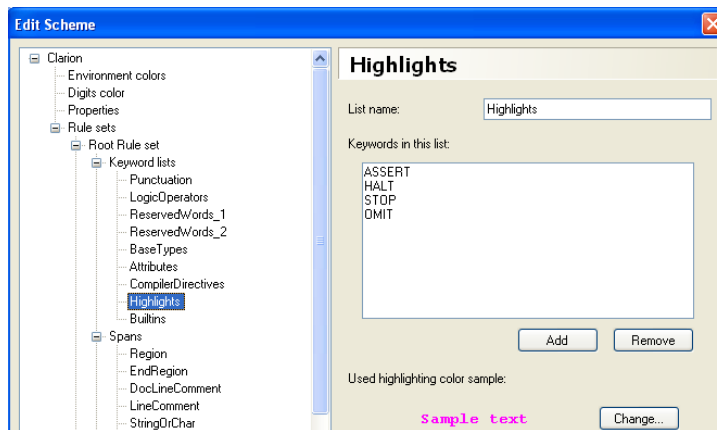 Edit Scheme
Clarion
Environment colors
Digits color
Properties
Rule sets
Root Rule set
Keyword lists
Punctuation
LogicOperators
ReservedWords_1
ReservedWords_2
BaseTypes
Attributes
CompilerDirectives
Highlights
Builtins
Spans
Region
EndRegion
DocLineComment
LineComment
StringOrChar
Highlights
List name: Highlights
Keywords in this list:
ASSERT
HALT
STOP
OMIT
Add Remove
Used highlighting color sample:
Sample text Change...